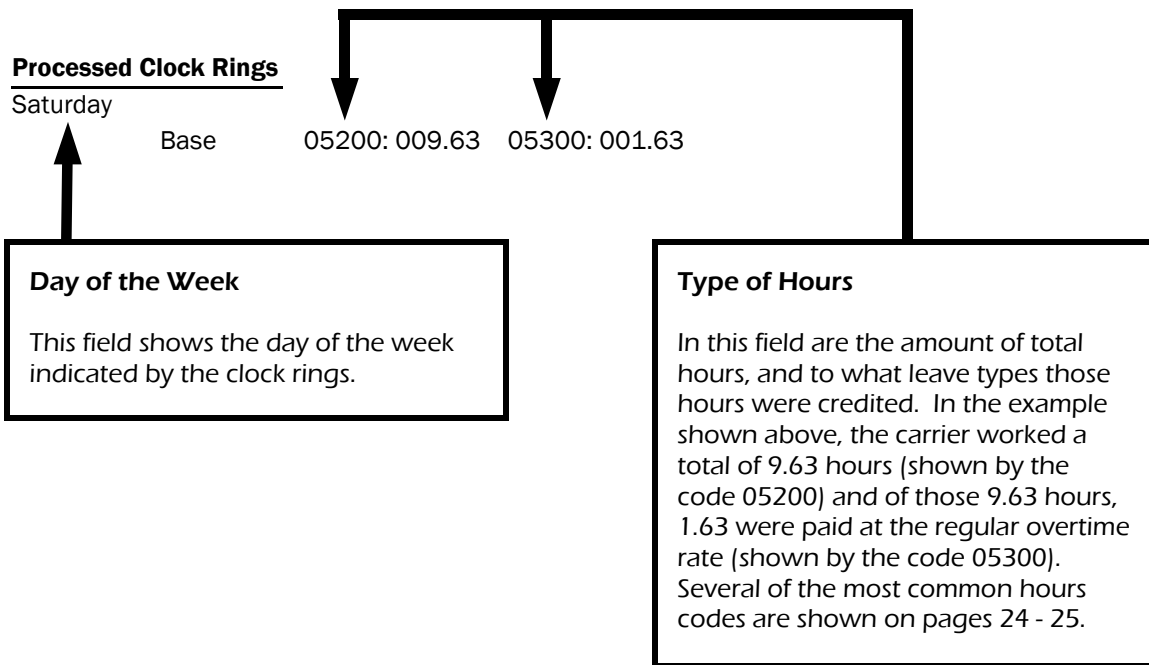 Processed Clock Rings
Saturday
Base 05200: 009.63 05300: 001.63
Day of the Week
This field shows the day of the week
indicated by the clock rings.
Type of Hours
In this field are the amount of total
hours, and to what leave types those
hours were credited. In the example
shown above, the carrier worked a
total of 9.63 hours (shown by the
code 05200) and of those 9.63 hours,
1.63 were paid at the regular overtime
rate (shown by the code 05300).
Several of the most common hours
codes are shown on pages 24 - 25.